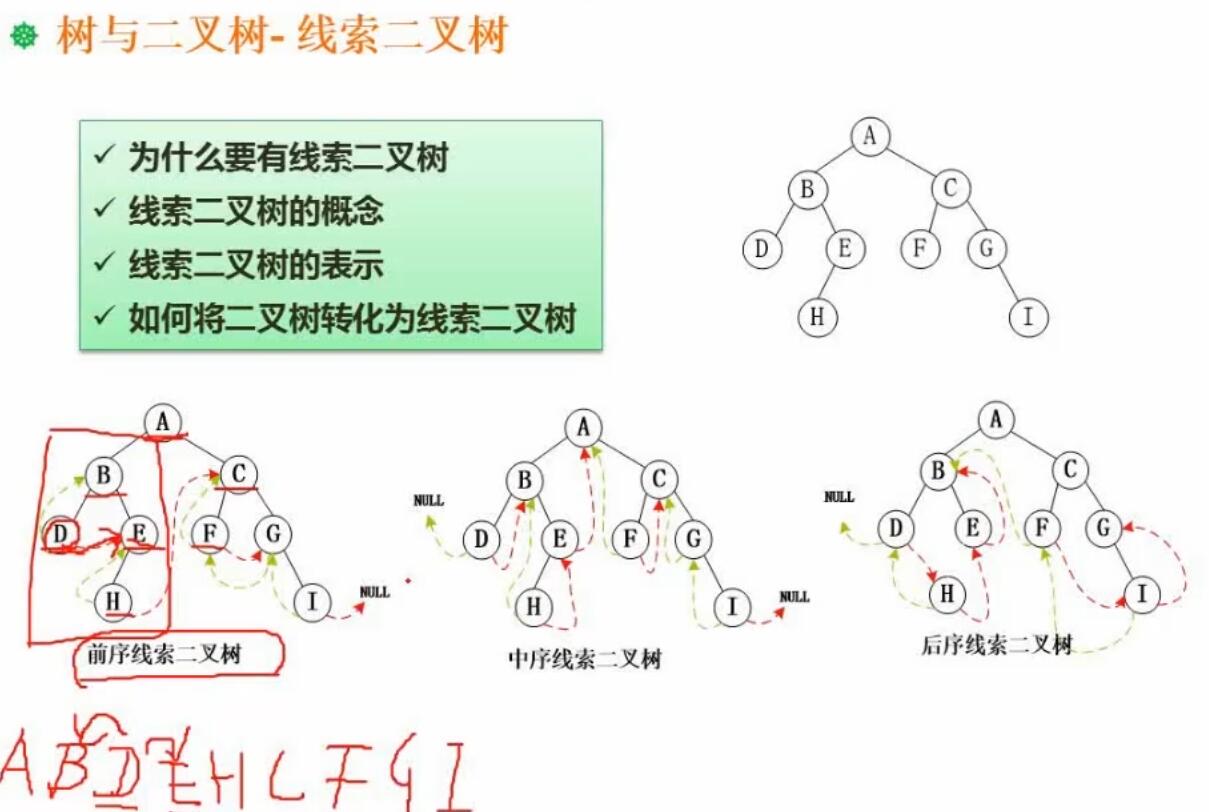 树与二叉树- 线索二叉树
✓ 为什么要有线索二叉树
✓ 线索二叉树的概念
✓ 线索二叉树的表示
✓ 如何将二叉树转化为线索二叉树
A
B C
D E F G
H I
A
B C
D E F G
H I
NULL
前序线索二叉树
A
B C
NULL
D E F G
H I
NULL
中序线索二叉树
A
B C
NULL
D E F G
H I
后序线索二叉树
A B D E H C F G I